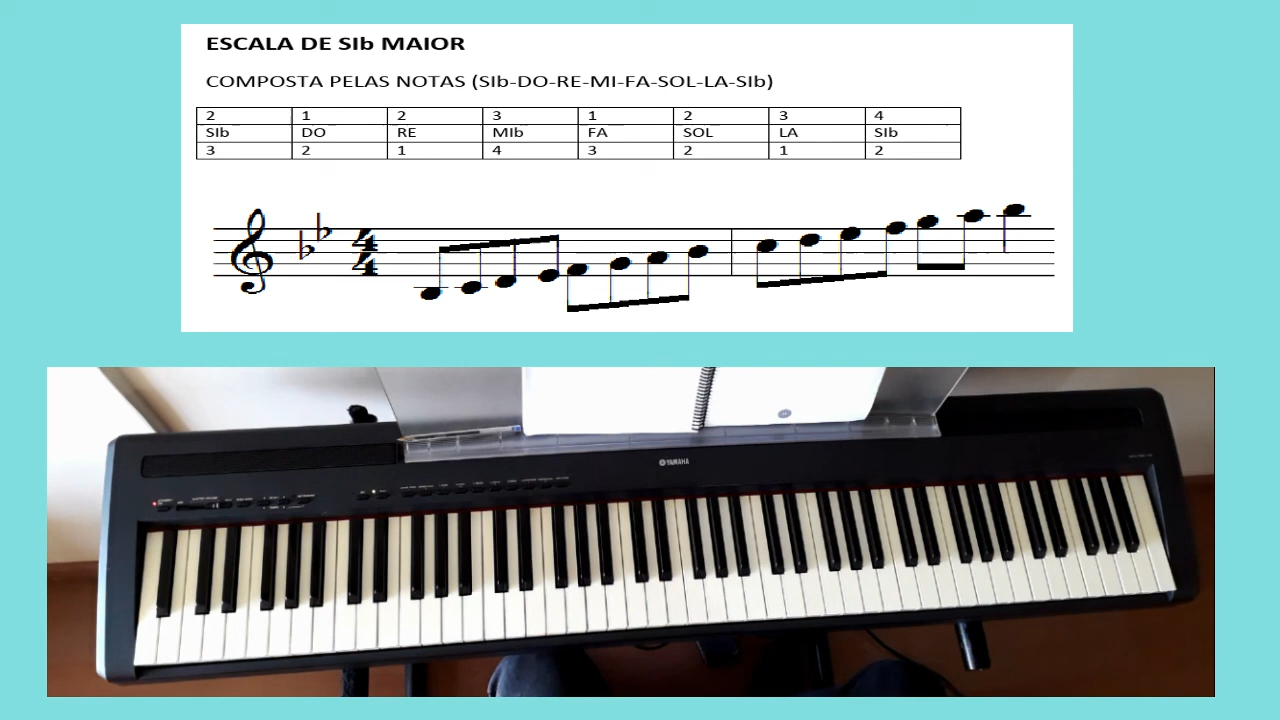 ESCALA DE SIb MAIOR
COMPOSTA PELAS NOTAS (SIb-DO-RE-MI-FA-SOL-LA-SIb)
2 1 2 3 1 2 3 4
SIb DO RE MIb FA SOL LA SIb
3 2 1 4 3 2 1 2
4
4
YAMAHA